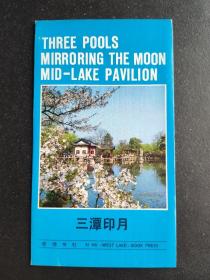 THREE POOLS
MIRRORING THE MOON
MID-LAKE PAVILION
三潭印月
WEST LAKE BOOK PRESS